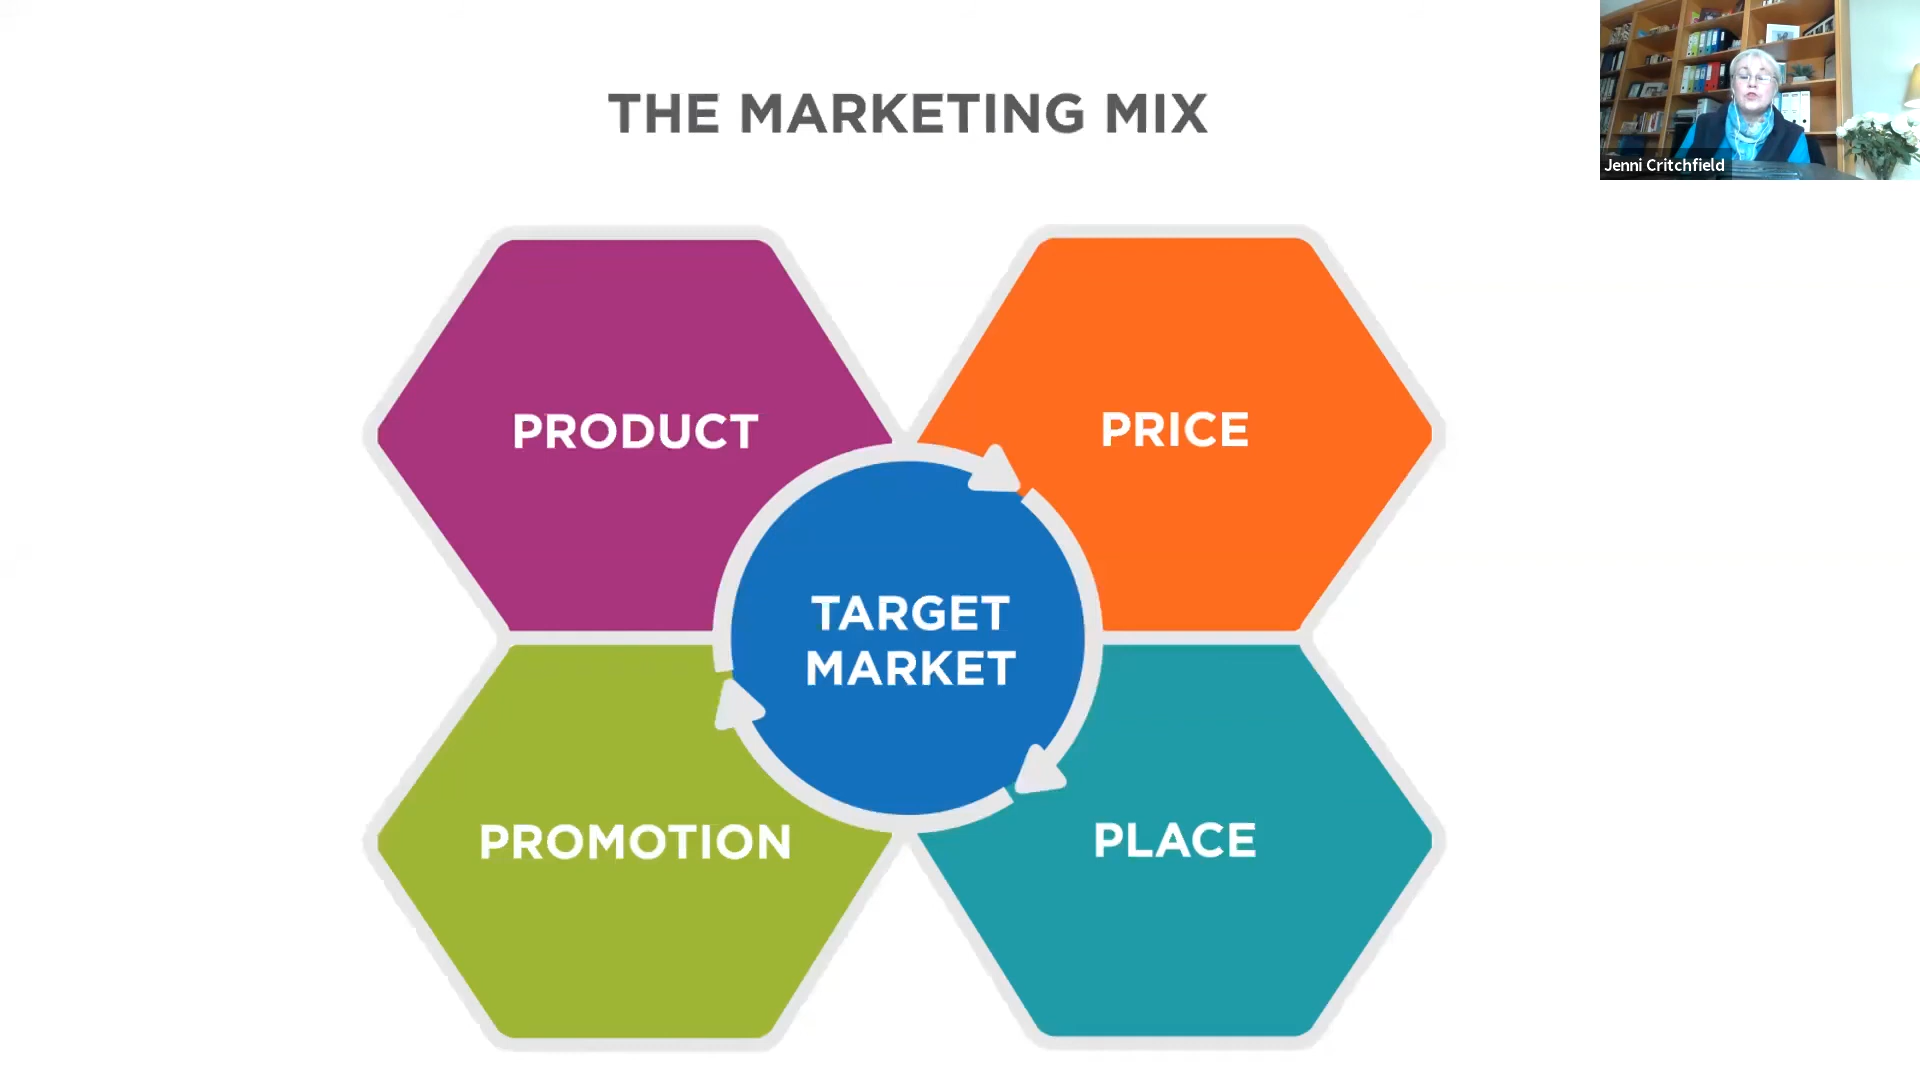 THE MARKETING MIX
Jenni Critchfield
PRODUCT
PRICE
TARGET
MARKET
PROMOTION
PLACE